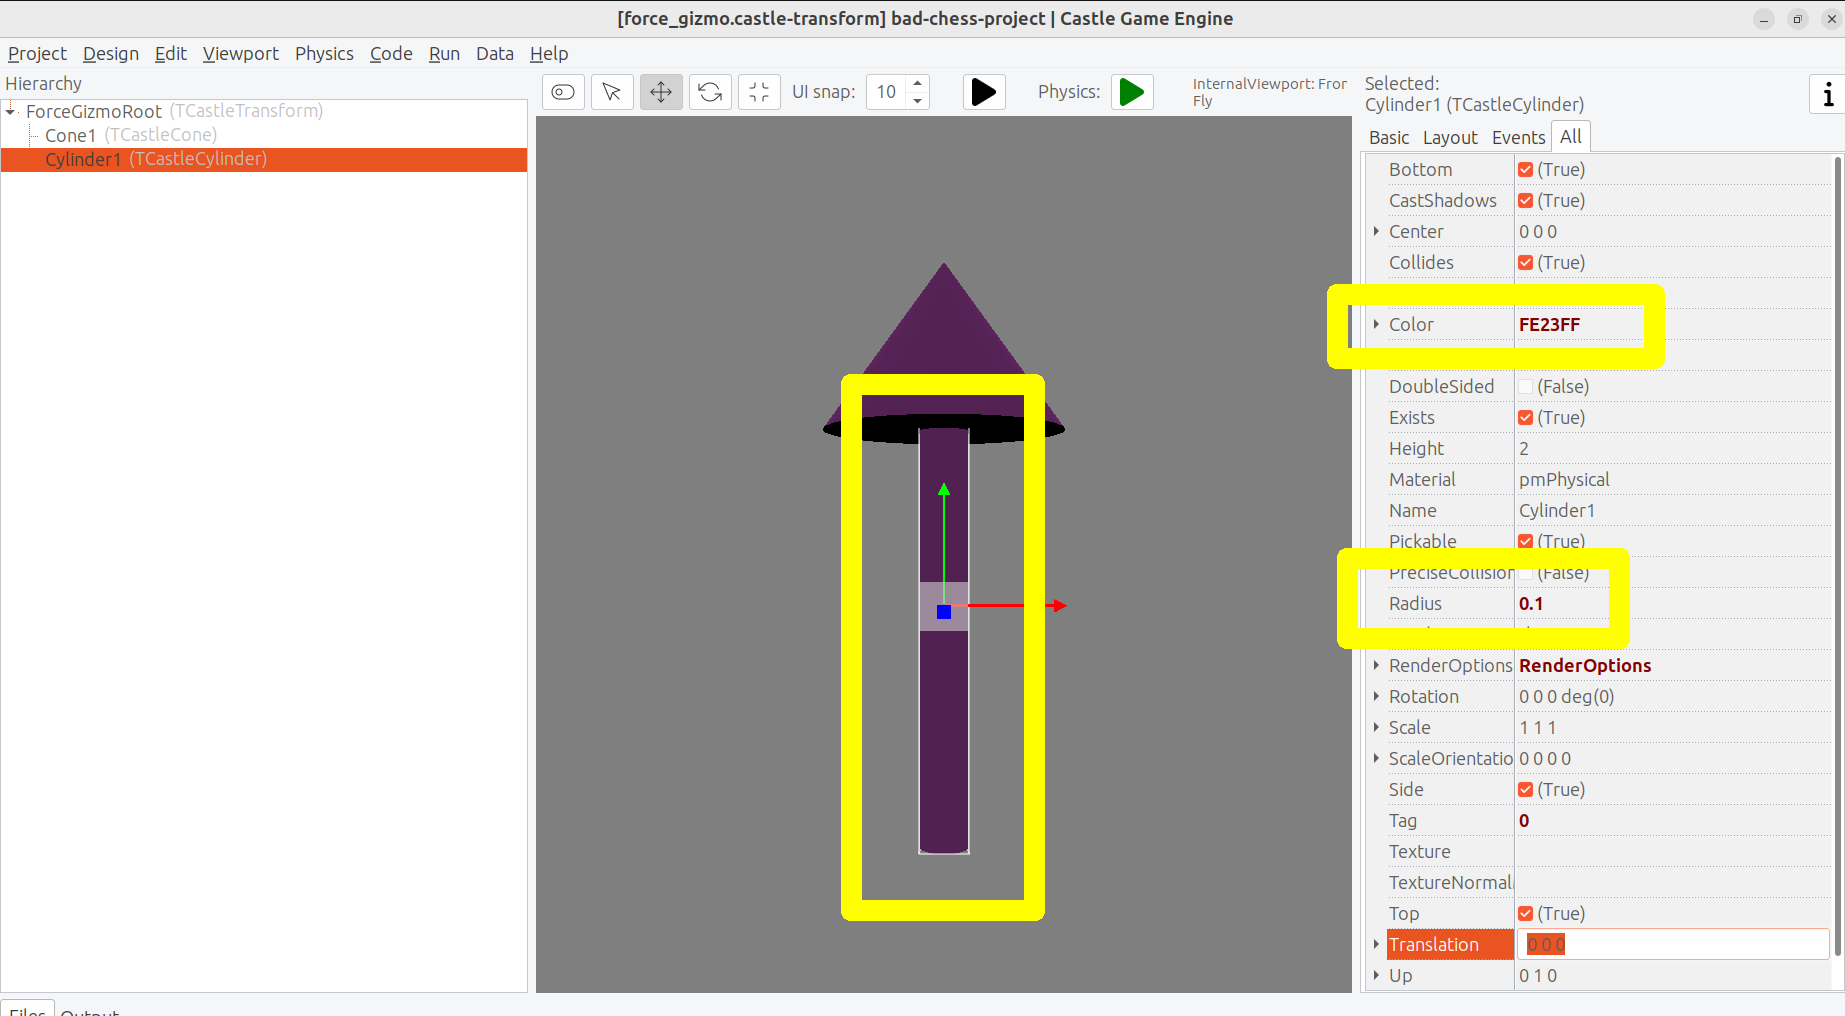 [force_gizmo.castle-transform] bad-chess-project | Castle Game Engine
Project Design Edit Viewport Physics Code Run Data Help
Hierarchy
ForceGizmoRoot (TCastleTransform)
Cone1 (TCastleCone)
Cylinder1 (TCastleCylinder)
UI snap: 10
Physics:
InternalViewport: Fror
Fly
Selected:
Cylinder1 (TCastleCylinder)
Basic Layout Events All
Bottom (True)
CastShadows (True)
Center 0 0 0
Collides (True)
Color FE23FF
DoubleSided (False)
Exists (True)
Height 2
Material pmPhysical
Name Cylinder1
Pickable (True)
PreciseCollision (False)
Radius 0.1
RenderOptions RenderOptions
Rotation 0 0 0 deg(0)
Scale 1 1 1
ScaleOrientatio 0 0 0 0
Side (True)
Tag 0
Texture
TextureNormal
Top (True)
Translation 0 0 0
Up 0 1 0
Files Output